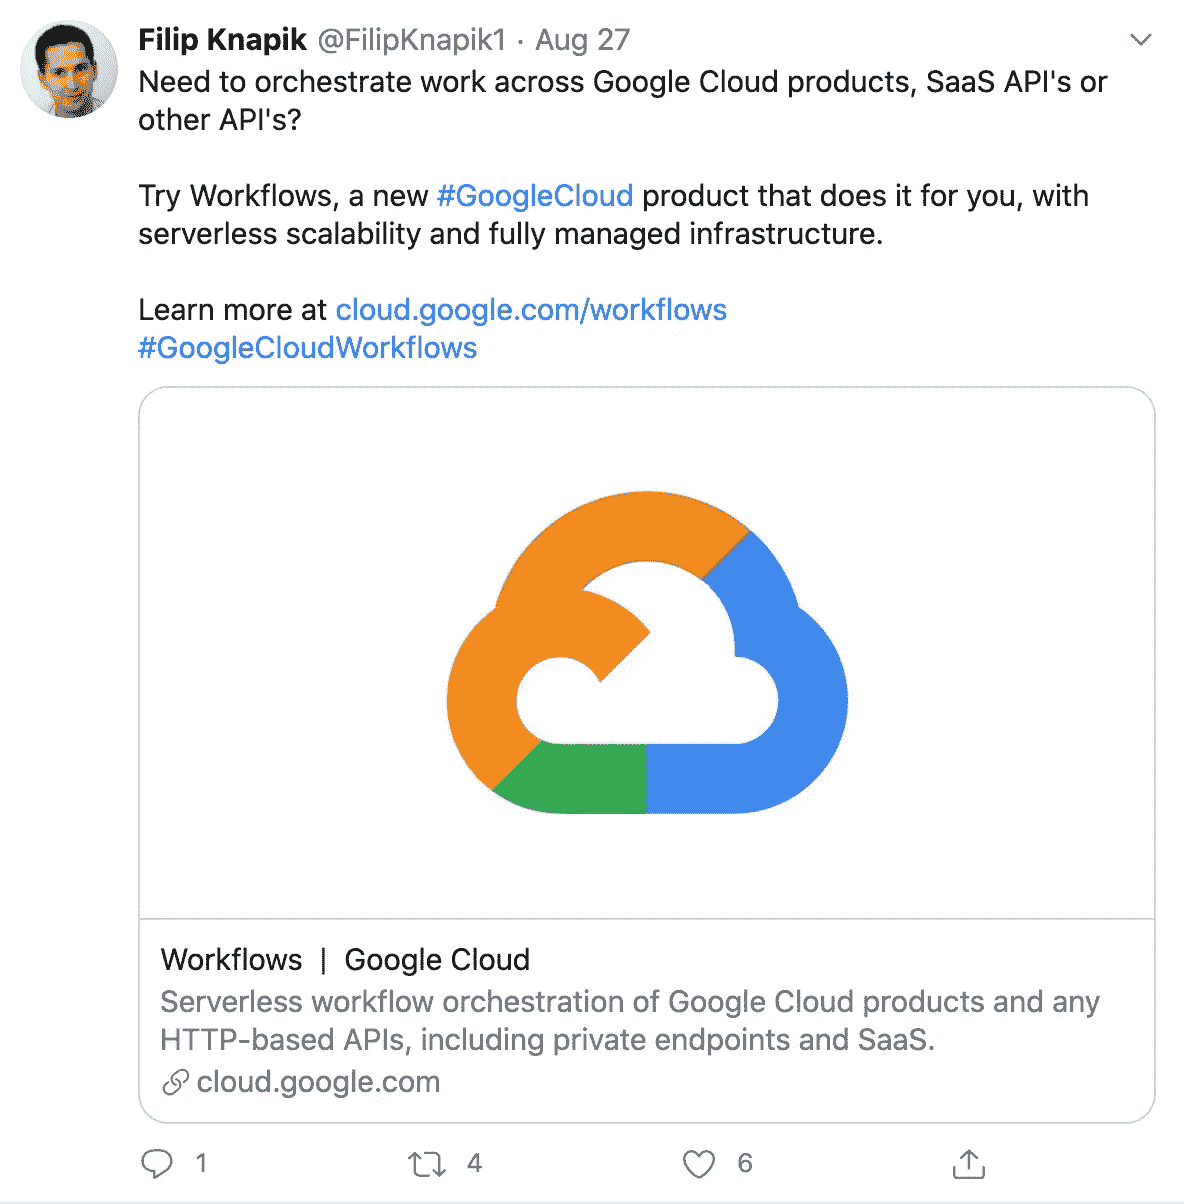 Filip Knapik @FilipKnapik1 · Aug 27
Need to orchestrate work across Google Cloud products, SaaS API's or
other API's?
Try Workflows, a new #GoogleCloud product that does it for you, with
serverless scalability and fully managed infrastructure.
Learn more at cloud.google.com/workflows
#GoogleCloudWorkflows
Workflows | Google Cloud
Serverless workflow orchestration of Google Cloud products and any
HTTP-based APIs, including private endpoints and SaaS.
cloud.google.com
1 4 6